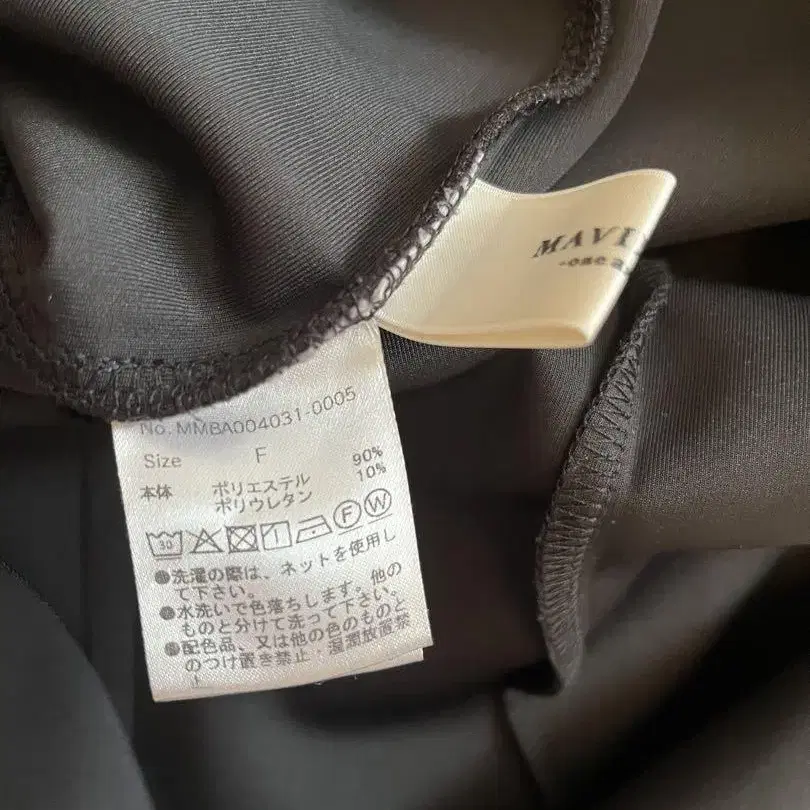 MAVI
-one a
No. MMBA004031-0005
Size F
本体 ポリエステル 90%
ポリウレタン 10%
30 F W
●洗濯の際は、ネットを使用し
て下さい。
●水洗いで色落ちします。他の
ものと分けて洗って下さい。
●配色品、又は他の色のものと
のつけ置き禁止・湿潤放置禁
止